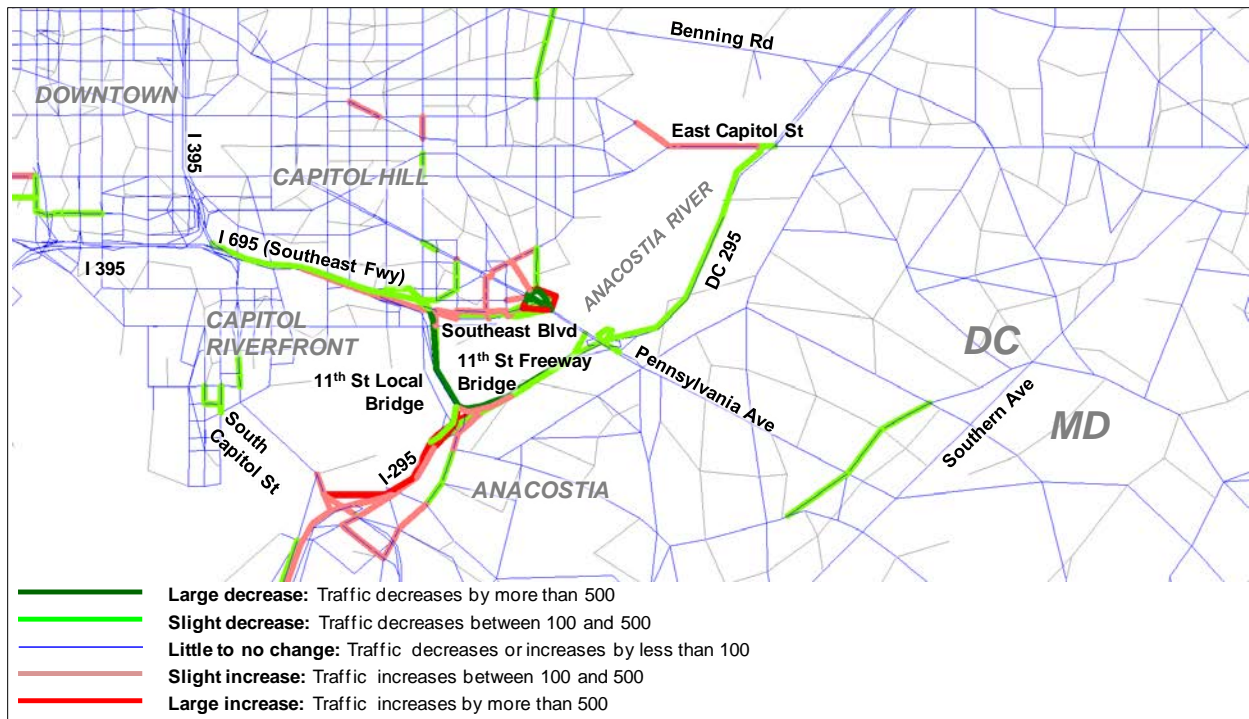 Benning Rd
DOWNTOWN
I 395
East Capitol St
CAPITOL HILL
ANACOSTIA RIVER
I 695 (Southeast Fwy)
I 395
DC 295
CAPITOL
RIVERFRONT
Southeast Blvd
11th St Freeway
Bridge
11th St Local
Bridge
Pennsylvania Ave
DC
Southern Ave
MD
South
Capitol St
I-295
ANACOSTIA
Large decrease: Traffic decreases by more than 500
Slight decrease: Traffic decreases between 100 and 500
Little to no change: Traffic decreases or increases by less than 100
Slight increase: Traffic increases between 100 and 500
Large increase: Traffic increases by more than 500